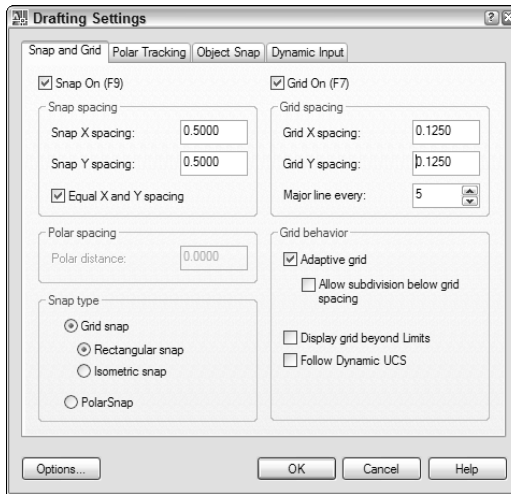 Drafting Settings
Snap and Grid
Polar Tracking
Object Snap
Dynamic Input
Snap On (F9)
Snap spacing
Snap X spacing: 0.5000
Snap Y spacing: 0.5000
Equal X and Y spacing
Polar spacing
Polar distance: 0.0000
Snap type
Grid snap
Rectangular snap
Isometric snap
PolarSnap
Grid On (F7)
Grid spacing
Grid X spacing: 0.1250
Grid Y spacing: 0.1250
Major line every: 5
Grid behavior
Adaptive grid
Allow subdivision below grid
spacing
Display grid beyond Limits
Follow Dynamic UCS
Options...
OK
Cancel
Help